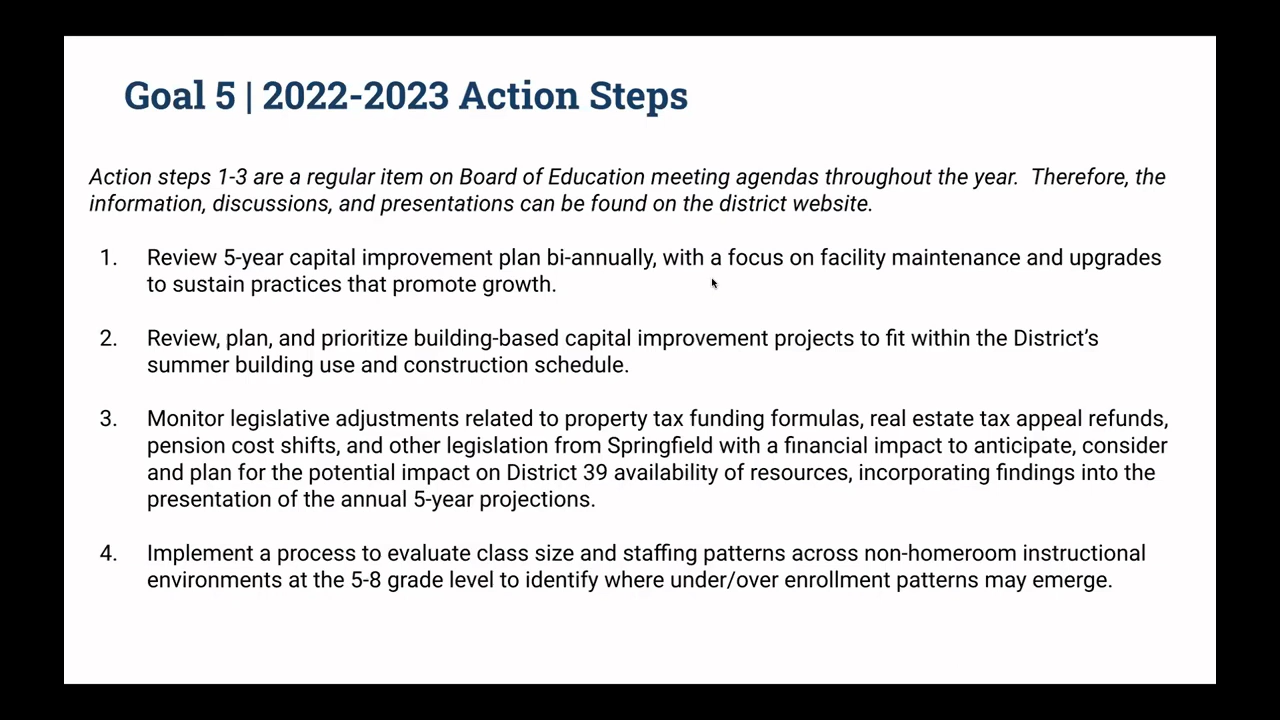 Goal 5 | 2022-2023 Action Steps
Action steps 1-3 are a regular item on Board of Education meeting agendas throughout the year.  Therefore, the
information, discussions, and presentations can be found on the district website.
1. Review 5-year capital improvement plan bi-annually, with a focus on facility maintenance and upgrades
to sustain practices that promote growth.
2. Review, plan, and prioritize building-based capital improvement projects to fit within the District’s
summer building use and construction schedule.
3. Monitor legislative adjustments related to property tax funding formulas, real estate tax appeal refunds,
pension cost shifts, and other legislation from Springfield with a financial impact to anticipate, consider
and plan for the potential impact on District 39 availability of resources, incorporating findings into the
presentation of the annual 5-year projections.
4. Implement a process to evaluate class size and staffing patterns across non-homeroom instructional
environments at the 5-8 grade level to identify where under/over enrollment patterns may emerge.